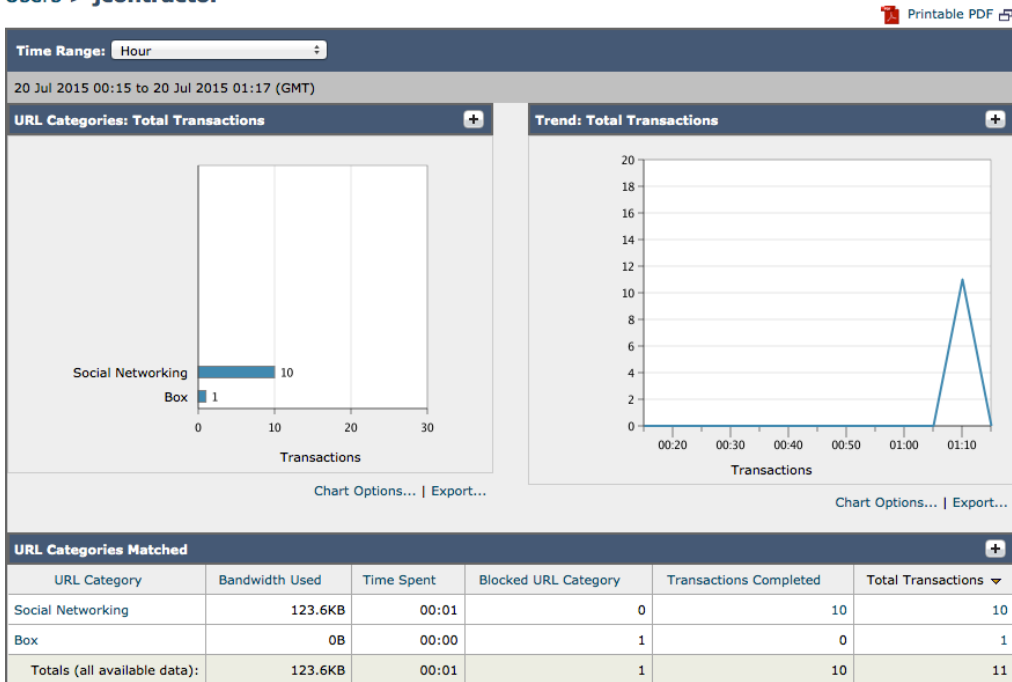 Users > jcontractor
Printable PDF
Time Range: Hour
20 Jul 2015 00:15 to 20 Jul 2015 01:17 (GMT)
URL Categories: Total Transactions
Social Networking 10
Box 1
0 10 20 30
Transactions
Chart Options... | Export...
Trend: Total Transactions
20
18
16
14
12
10
8
6
4
2
0
00:20 00:30 00:40 00:50 01:00 01:10
Transactions
Chart Options... | Export...
URL Categories Matched
URL Category Bandwidth Used Time Spent Blocked URL Category Transactions Completed Total Transactions
Social Networking 123.6KB 00:01 0 10 10
Box 0B 00:00 1 0 1
Totals (all available data): 123.6KB 00:01 1 10 11